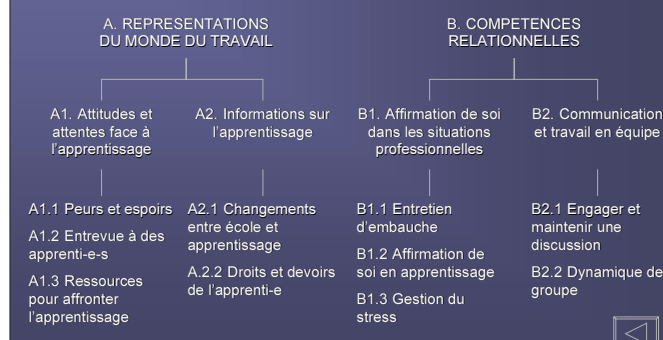 A. REPRESENTATIONS
DU MONDE DU TRAVAIL
B. COMPETENCES
RELATIONNELLES
A1. Attitudes et
attentes face à
l'apprentissage
A2. Informations sur
l'apprentissage
B1. Affirmation de soi
dans les situations
professionnelles
B2. Communication
et travail en équipe
A1.1 Peurs et espoirs
A1.2 Entrevue à des
apprenti-e-s
A1.3 Ressources
pour affronter
l'apprentissage
A2.1 Changements
entre école et
apprentissage
A.2.2 Droits et devoirs
de l'apprenti-e
B1.1 Entretien
d'embauche
B1.2 Affirmation de
soi en apprentissage
B1.3 Gestion du
stress
B2.1 Engager et
maintenir une
discussion
B2.2 Dynamique de
groupe